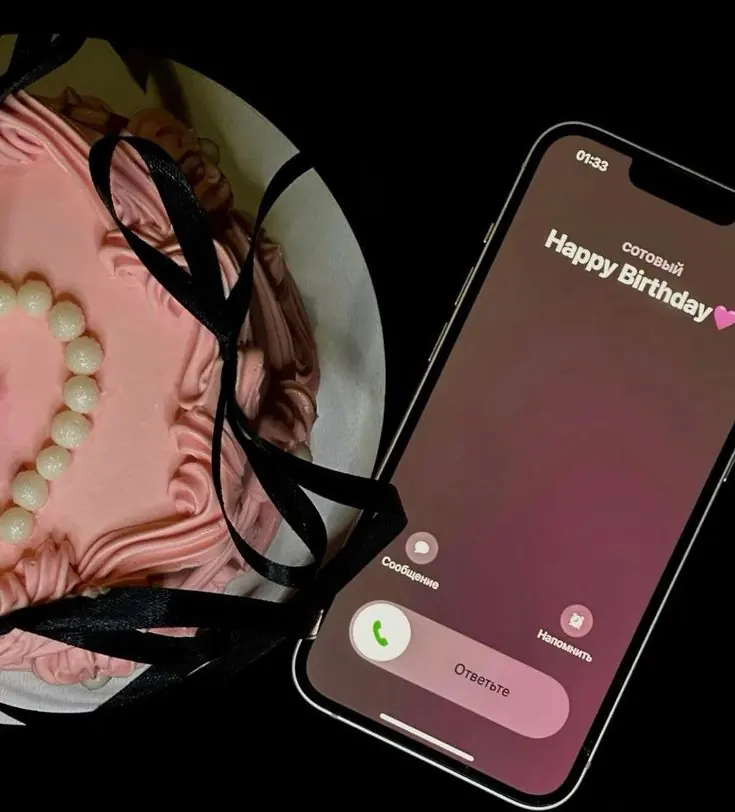 01:33
сотовый
Happy Birthday🩷
Сообщение
Напомнить
Ответьте